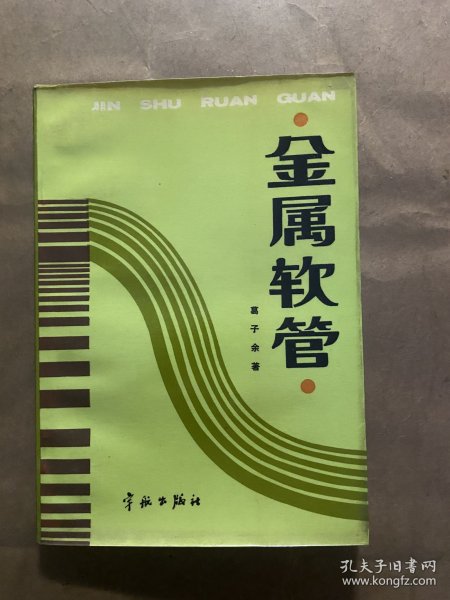 JIN SHU RUAN GUAN
金属软管
葛子余著
宇航出版社
孔夫子旧书网
www.kongfz.com